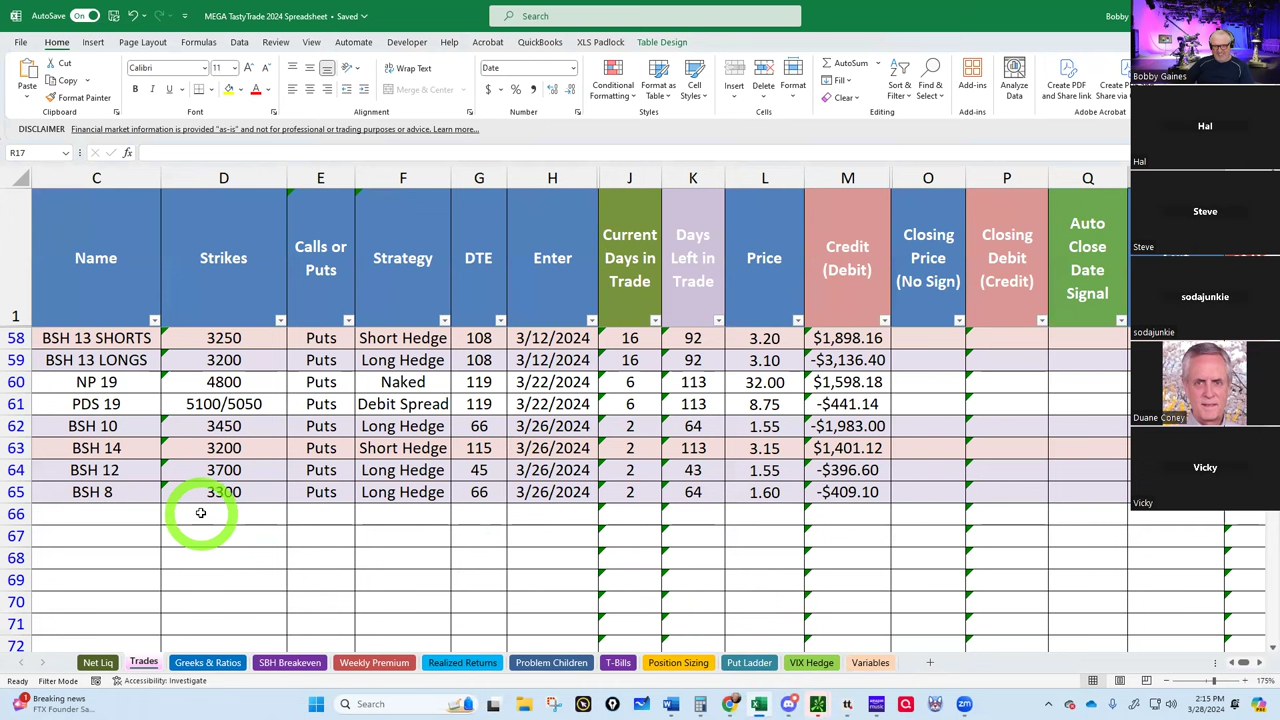 AutoSave On MEGA TastyTrade 2024 Spreadsheet • Saved Search Bobby
File Home Insert Page Layout Formulas Data Review View Automate Developer Help Acrobat QuickBooks XLS Padlock Table Design
Paste Cut Copy Format Painter Clipboard
Calibri 11 B I U A Font
Wrap Text Merge & Center Alignment
Date $ % Number
Conditional Formatting Format as Table Cell Styles Styles
Insert Delete Format Cells
AutoSum Fill Clear Sort & Filter Find & Select Editing
Add-ins Add-ins
Analyze Data
Create PDF and Share link Create P Share via Adobe Acrobat
DISCLAIMER Financial market information is provided "as-is" and not for professional or trading purposes or advice. Learn more...
R17 fx
C D E F G H J K L M O P Q
1 Name Strikes Calls or Puts Strategy DTE Enter Current Days in Trade Days Left in Trade Price Credit (Debit) Closing Price (No Sign) Closing Debit (Credit) Auto Close Date Signal
58 BSH 13 SHORTS 3250 Puts Short Hedge 108 3/12/2024 16 92 3.20 $1,898.16
59 BSH 13 LONGS 3200 Puts Long Hedge 108 3/12/2024 16 92 3.10 -$3,136.40
60 NP 19 4800 Puts Naked 119 3/22/2024 6 113 32.00 $1,598.18
61 PDS 19 5100/5050 Puts Debit Spread 119 3/22/2024 6 113 8.75 -$441.14
62 BSH 10 3450 Puts Long Hedge 69 3/26/2024 2 64 1.55 -$1,983.00
63 BSH 14 3200 Puts Short Hedge 115 3/26/2024 2 113 3.15 $1,401.12
64 BSH 12 3700 Puts Long Hedge 45 3/26/2024 2 43 1.55 -$396.60
65 BSH 8 3300 Puts Long Hedge 66 3/26/2024 2 64 1.60 -$409.10
66
67
68
69
70
71
72
Bobby Gaines
Hal
Hal
Steve
Steve
sodajunkie
sodajunkie
Duane Coney
Vicky
Vicky
Net Liq Trades Greeks & Ratios SBH Breakeven Weekly Premium Realized Returns Problem Children T-Bills Position Sizing Put Ladder VIX Hedge Variables
Ready Filter Mode Accessibility: Investigate 175%
1 Breaking news
FTX Founder Sa...
Search
2:15 PM
3/28/2024